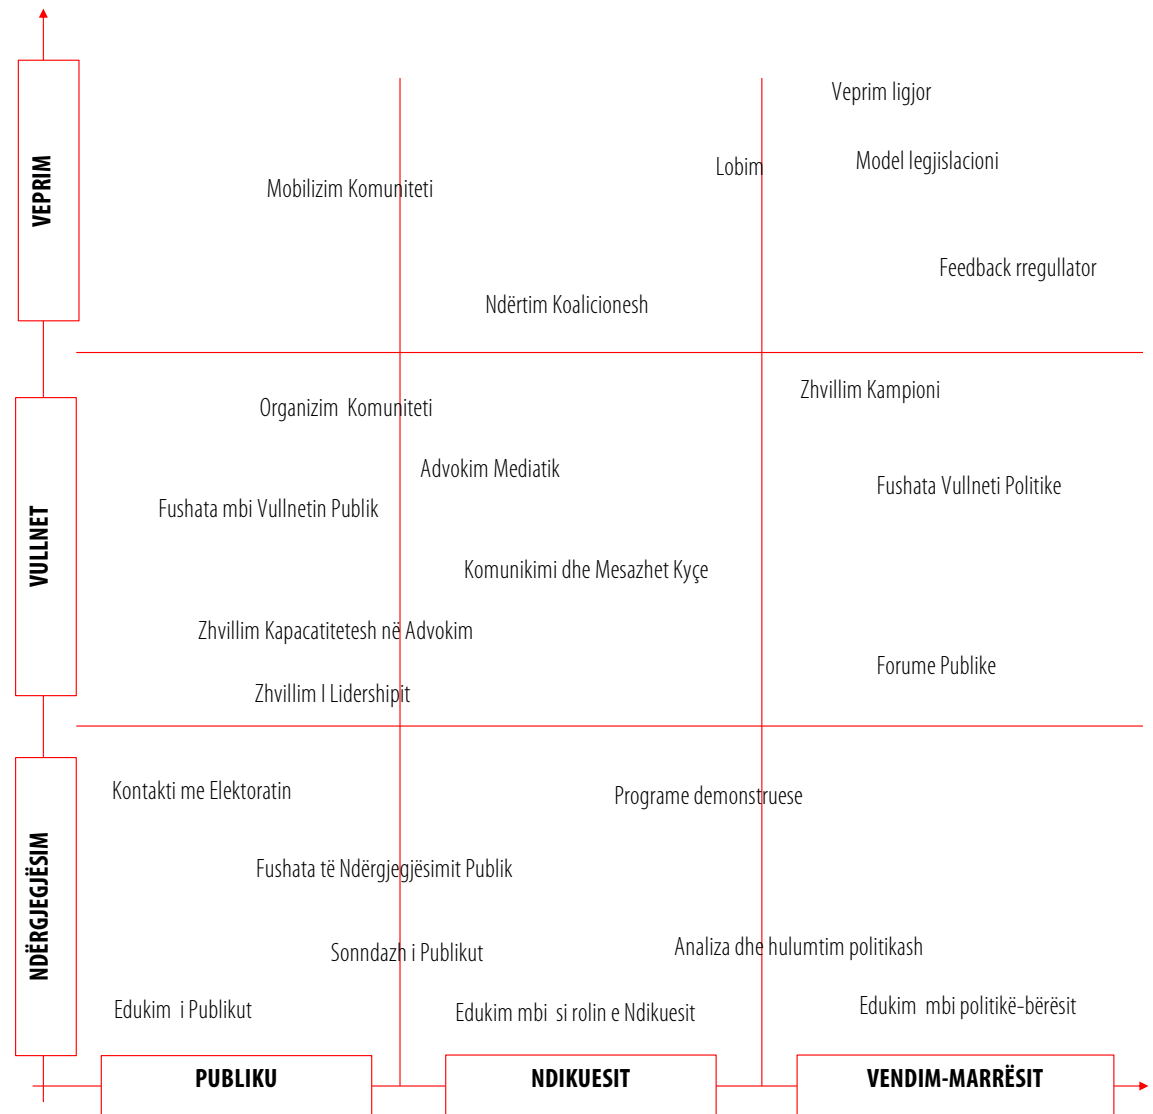 Veprim ligjor
Lobim
Model legjislacioni
Mobilizim Komuniteti
VEPRIM
Feedback rregullator
Ndërtim Koalicionesh
Zhvillim Kampioni
Organizim Komuniteti
Advokim Mediatik
Fushata Vullneti Politike
Fushata mbi Vullnetin Publik
VULLNET
Komunikimi dhe Mesazhet Kyçe
Zhvillim Kapacatitetesh në Advokim
Forume Publike
Zhvillim I Lidershipit
Kontakti me Elektoratin
Programe demonstruese
Fushata të Ndërgjegjësimit Publik
NDËRGJEGJËSIM
Sonndazh i Publikut
Analiza dhe hulumtim politikash
Edukim i Publikut
Edukim mbi si rolin e Ndikuesit
Edukim mbi politikë-bërësit
PUBLIKU
NDIKUESIT
VENDIM-MARRËSIT